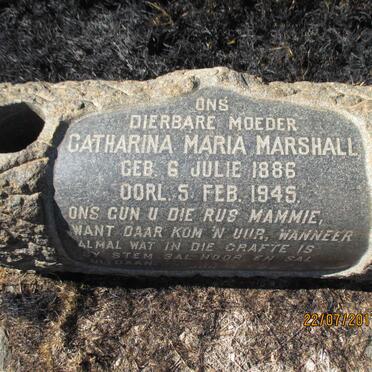 ONS
DIERBARE MOEDER
CATHARINA MARIA MARSHALL
GEB. 6 JULIE 1886
OORL. 5 FEB. 1945.
ONS GUN U DIE RUS MAMMIE,
WANT DAAR KOM 'N UUR, WANNEER
ALMAL WAT IN DIE GRAFTE IS
SY STEM SAL HOOR EN SAL
22/07/201